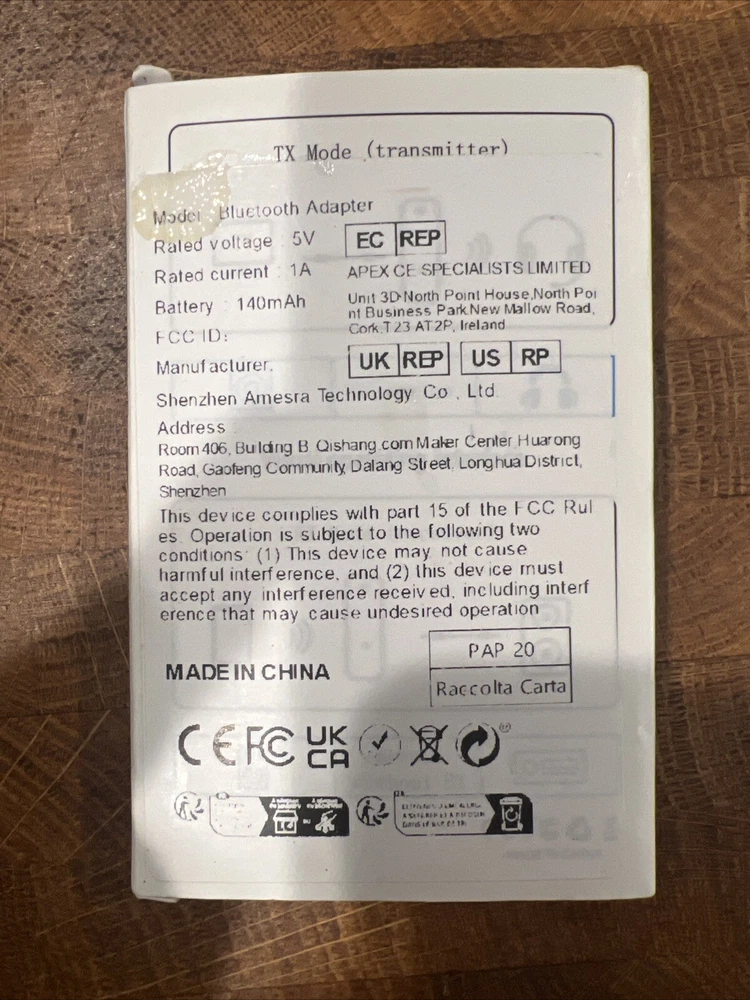 TX Mode (transmitter)
Model : Bluetooth Adapter
Rated voltage : 5V
EC REP
Rated current : 1A
APEX CE SPECIALISTS LIMITED
Battery : 140mAh
Unit 3D North Point House,North Poi
nt Business Park,New Mallow Road,
Cork,T23 AT2P, Ireland
FCC ID:
Manufacturer:
UK REP US RP
Shenzhen Amesra Technology Co., Ltd.
Address :
Room 406, Building B, Qishang.com Maker Center, Huarong
Road, Gaofeng Community, Dalang Street, Longhua District,
Shenzhen
This device complies with part 15 of the FCC Rul
es. Operation is subject to the following two
conditions: (1) This device may not cause
harmful interference, and (2) this device must
accept any interference received, including interf
erence that may cause undesired operation
PAP 20
MADE IN CHINA
Raccolta Carta
CE FC UK
CA